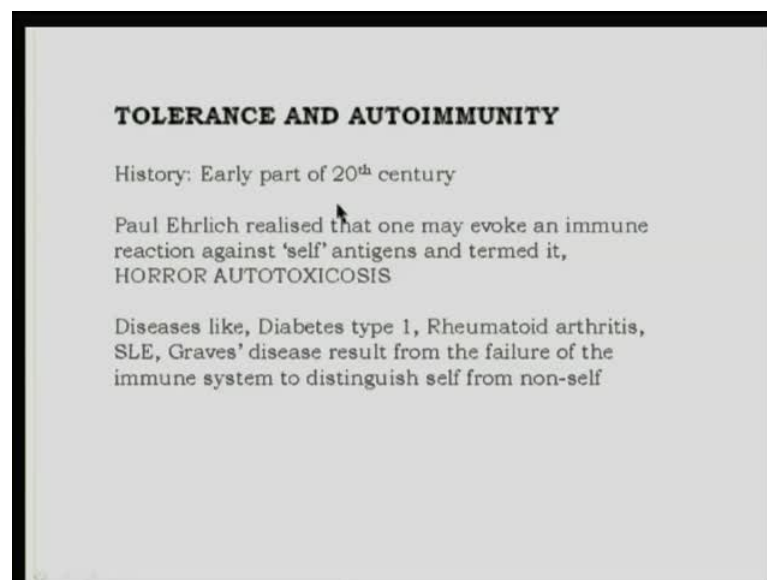 TOLERANCE AND AUTOIMMUNITY
History: Early part of 20th century
Paul Ehrlich realised that one may evoke an immune
reaction against ‘self’ antigens and termed it,
HORROR AUTOTOXICOSIS
Diseases like, Diabetes type 1, Rheumatoid arthritis,
SLE, Graves’ disease result from the failure of the
immune system to distinguish self from non-self